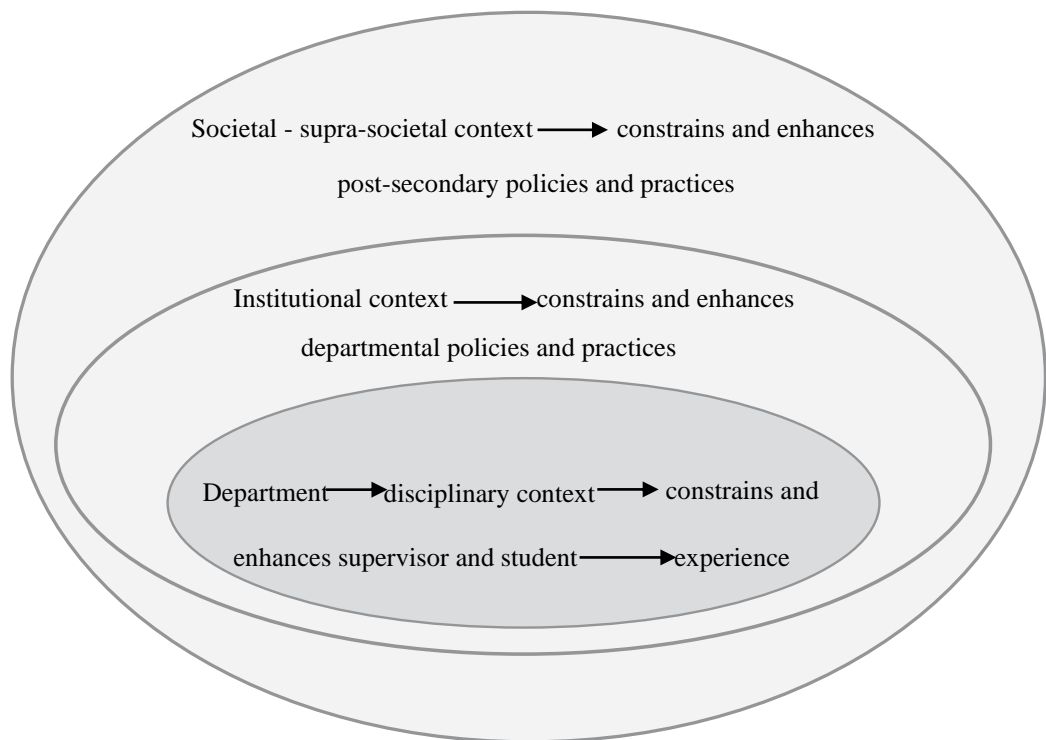 Societal - supra-societal context constrains and enhances
post-secondary policies and practices
Institutional context constrains and enhances
departmental policies and practices
Department disciplinary context constrains and
enhances supervisor and student experience